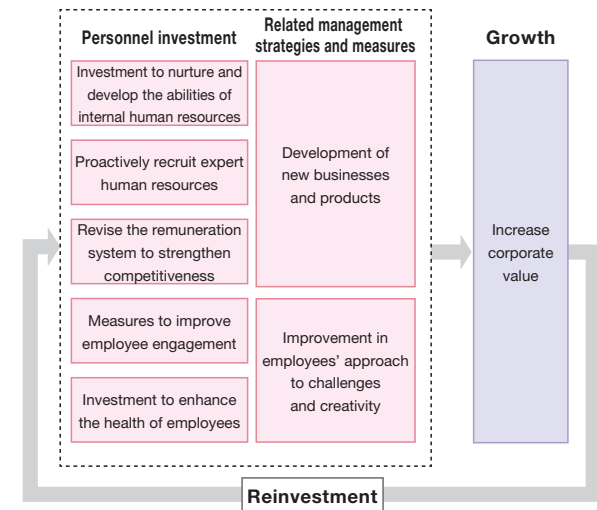 Personnel investment
Investment to nurture and
develop the abilities of
internal human resources
Proactively recruit expert
human resources
Revise the remuneration
system to strengthen
competitiveness
Measures to improve
employee engagement
Investment to enhance
the health of employees
Related management
strategies and measures
Development of
new businesses
and products
Improvement in
employees’ approach
to challenges
and creativity
Growth
Increase
corporate
value
Reinvestment